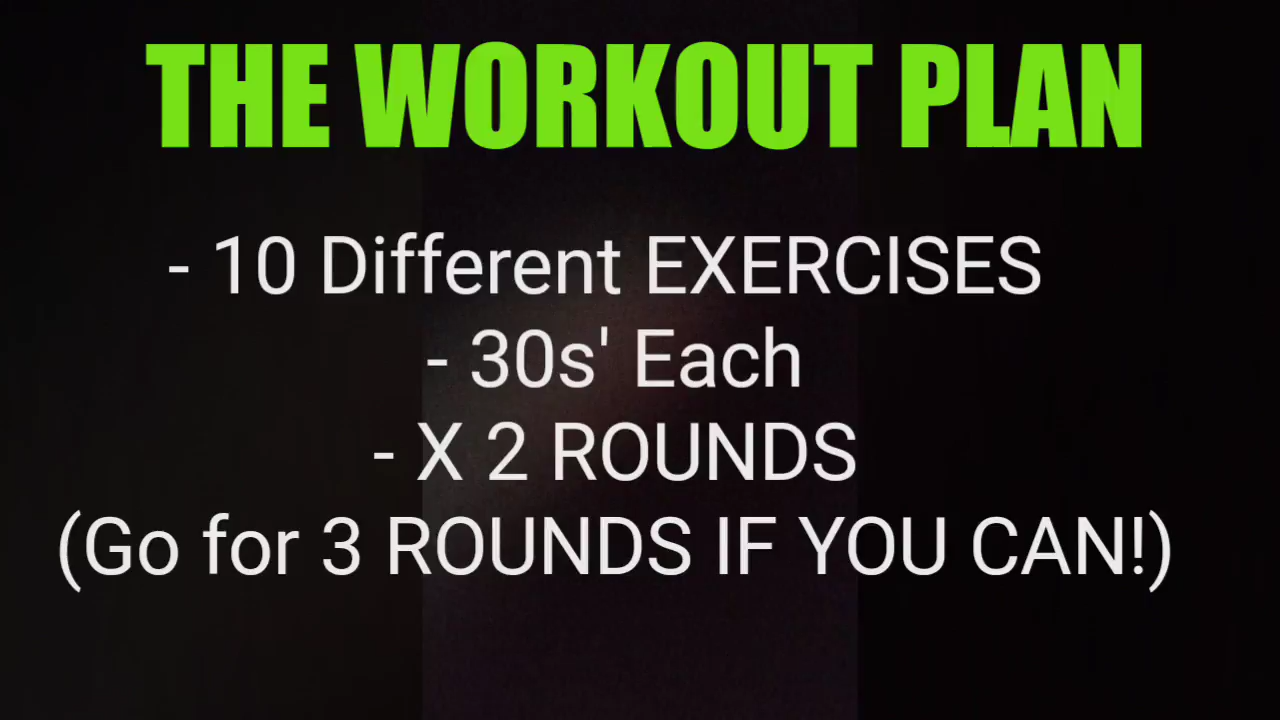 THE WORKOUT PLAN
- 10 Different EXERCISES
- 30s' Each
- X 2 ROUNDS
(Go for 3 ROUNDS IF YOU CAN!)